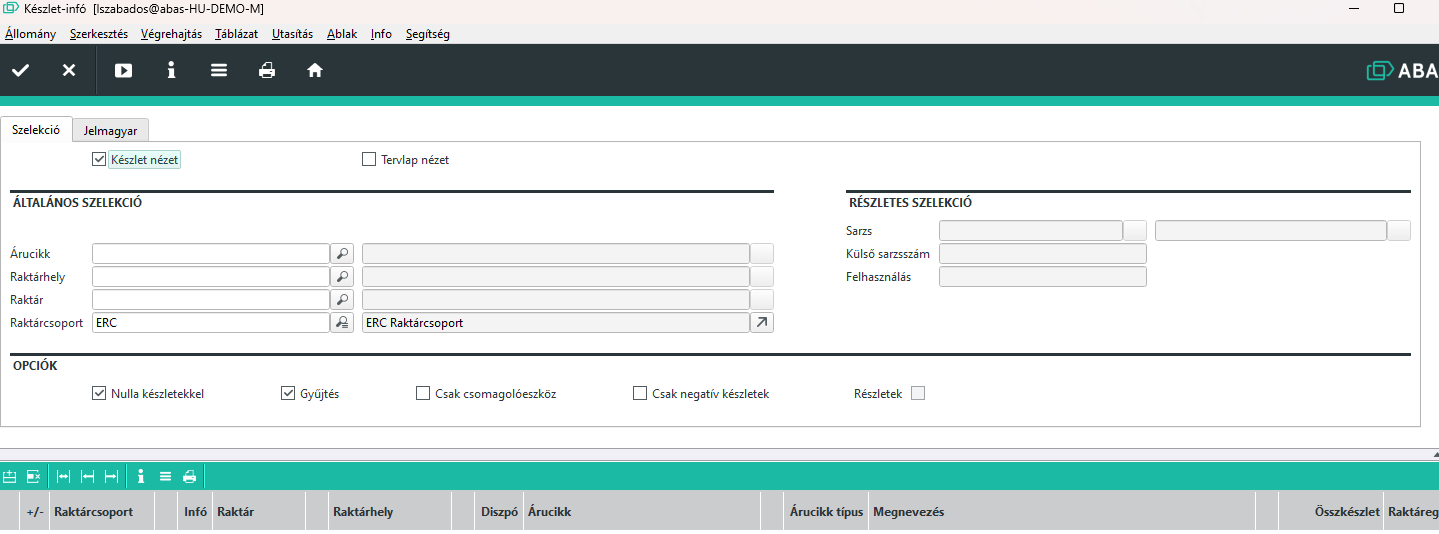 Készlet-infó [lszabados@abas-HU-DEMO-M]
Állomány Szerkesztés Végrehajtás Táblázat Utasítás Ablak Info Segítség
ABA
Szelekció Jelmagyar
Készlet nézet Tervlap nézet
ÁLTALÁNOS SZELEKCIÓ RÉSZLETES SZELEKCIÓ
Sarzs
Árucikk Külső sarzsszám
Raktárhely Felhasználás
Raktár
Raktárcsoport ERC ERC Raktárcsoport
OPCIÓK
Nulla készletekkel Gyűjtés Csak csomagolóeszköz Csak negatív készletek Részletek
+/- Raktárcsoport Infó Raktár Raktárhely Diszpó Árucikk Árucikk típus Megnevezés Összkészlet Raktáreg